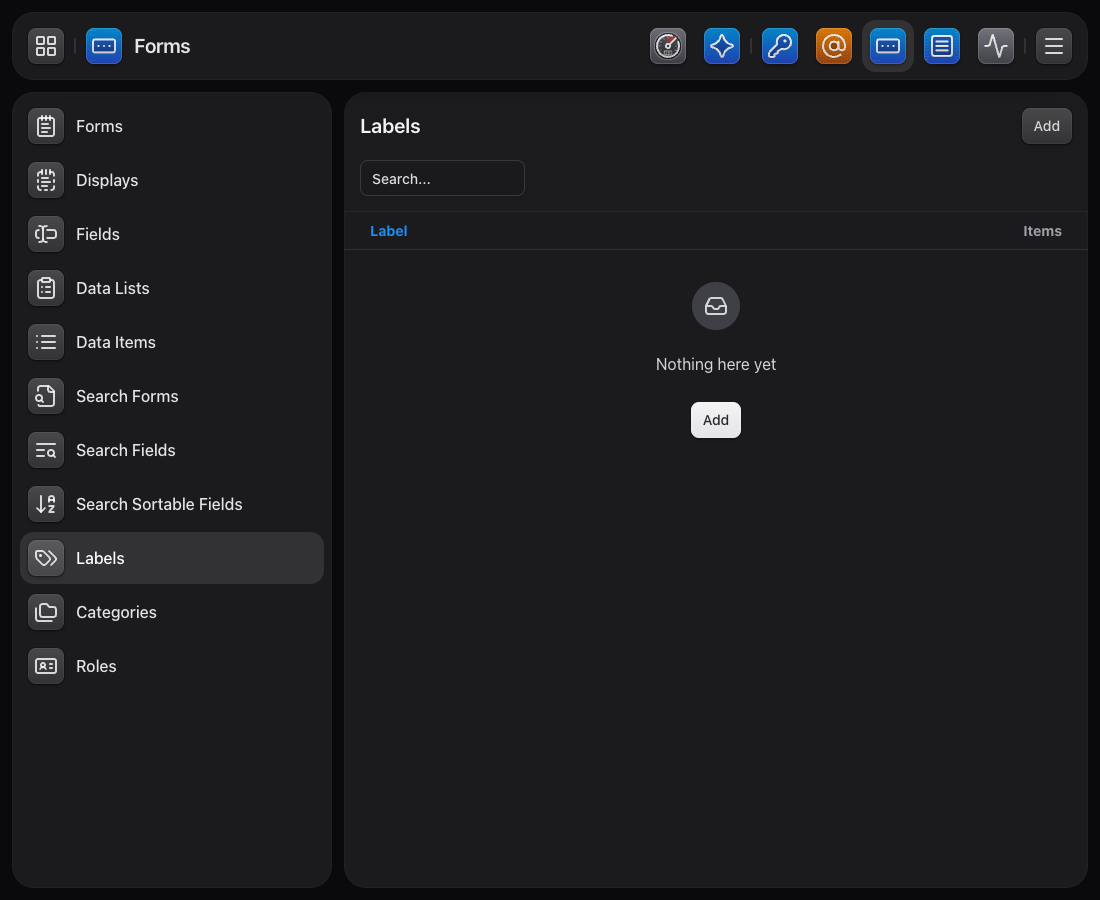 Forms
Forms
Displays
Fields
Data Lists
Data Items
Search Forms
Search Fields
Search Sortable Fields
Labels
Categories
Roles
Labels
Add
Search...
Label
Items
Nothing here yet
Add